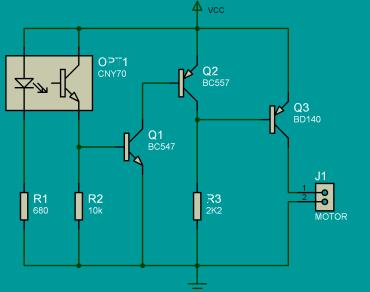 VCC
OPT1
CNY70
Q2
BC557
Q3
BD140
Q1
BC547
J1
1
2
MOTOR
R1
680
R2
10k
R3
2K2